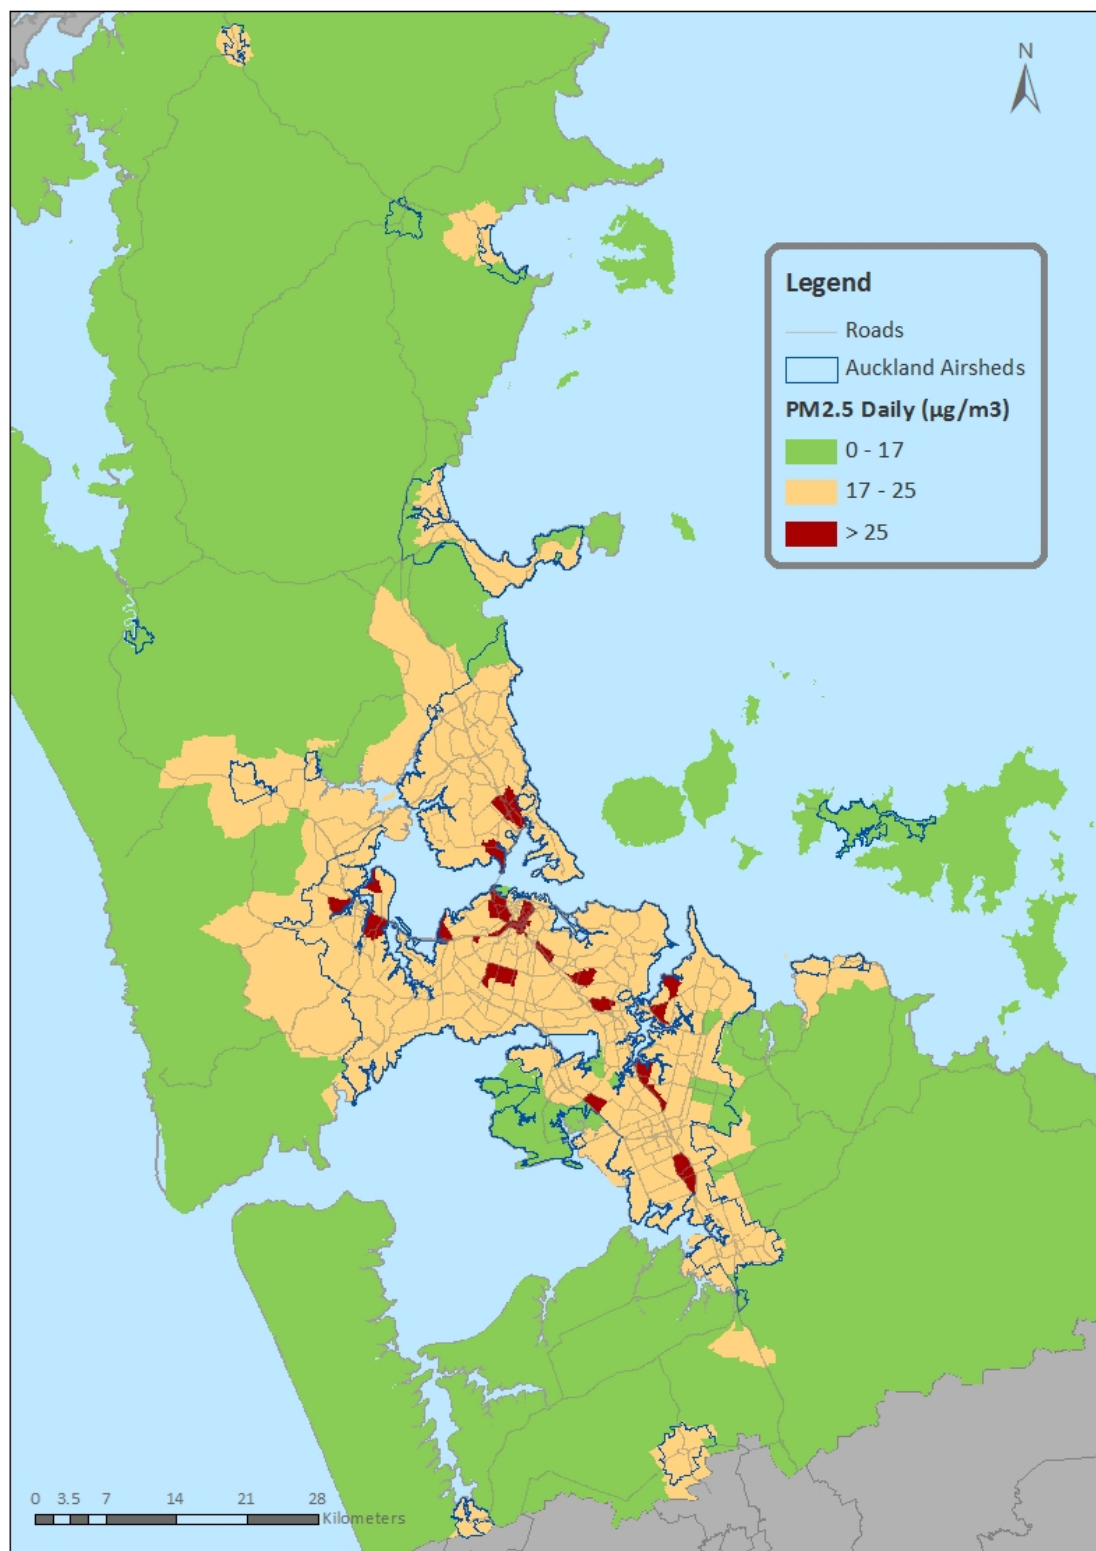 N
Legend
Roads
Auckland Airsheds
PM2.5 Daily (µg/m3)
0 - 17
17 - 25
> 25
0 3.5 7 14 21 28
Kilometers